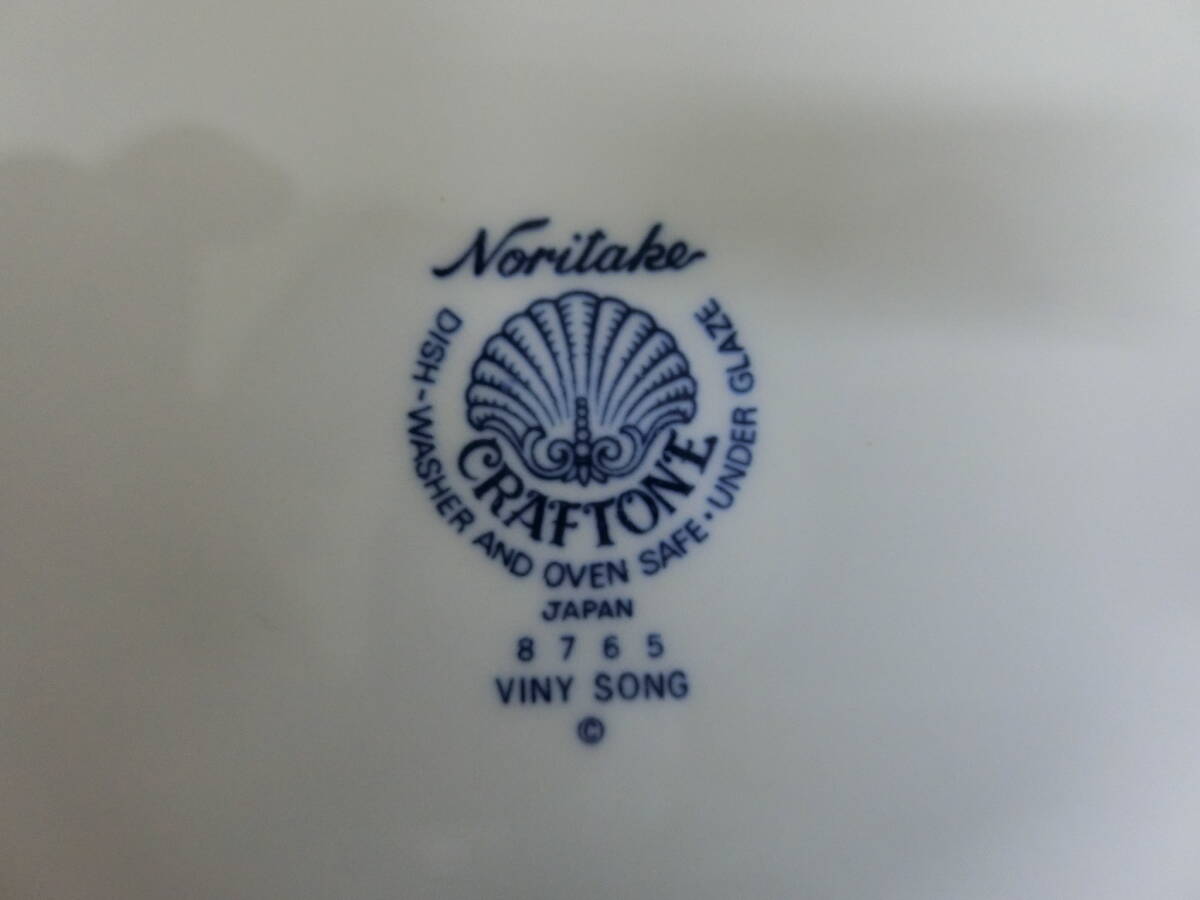 Noritake
CRAFTONE
DISH-WASHER AND OVEN SAFE·UNDER GLAZE
JAPAN
8765
VINY SONG
©